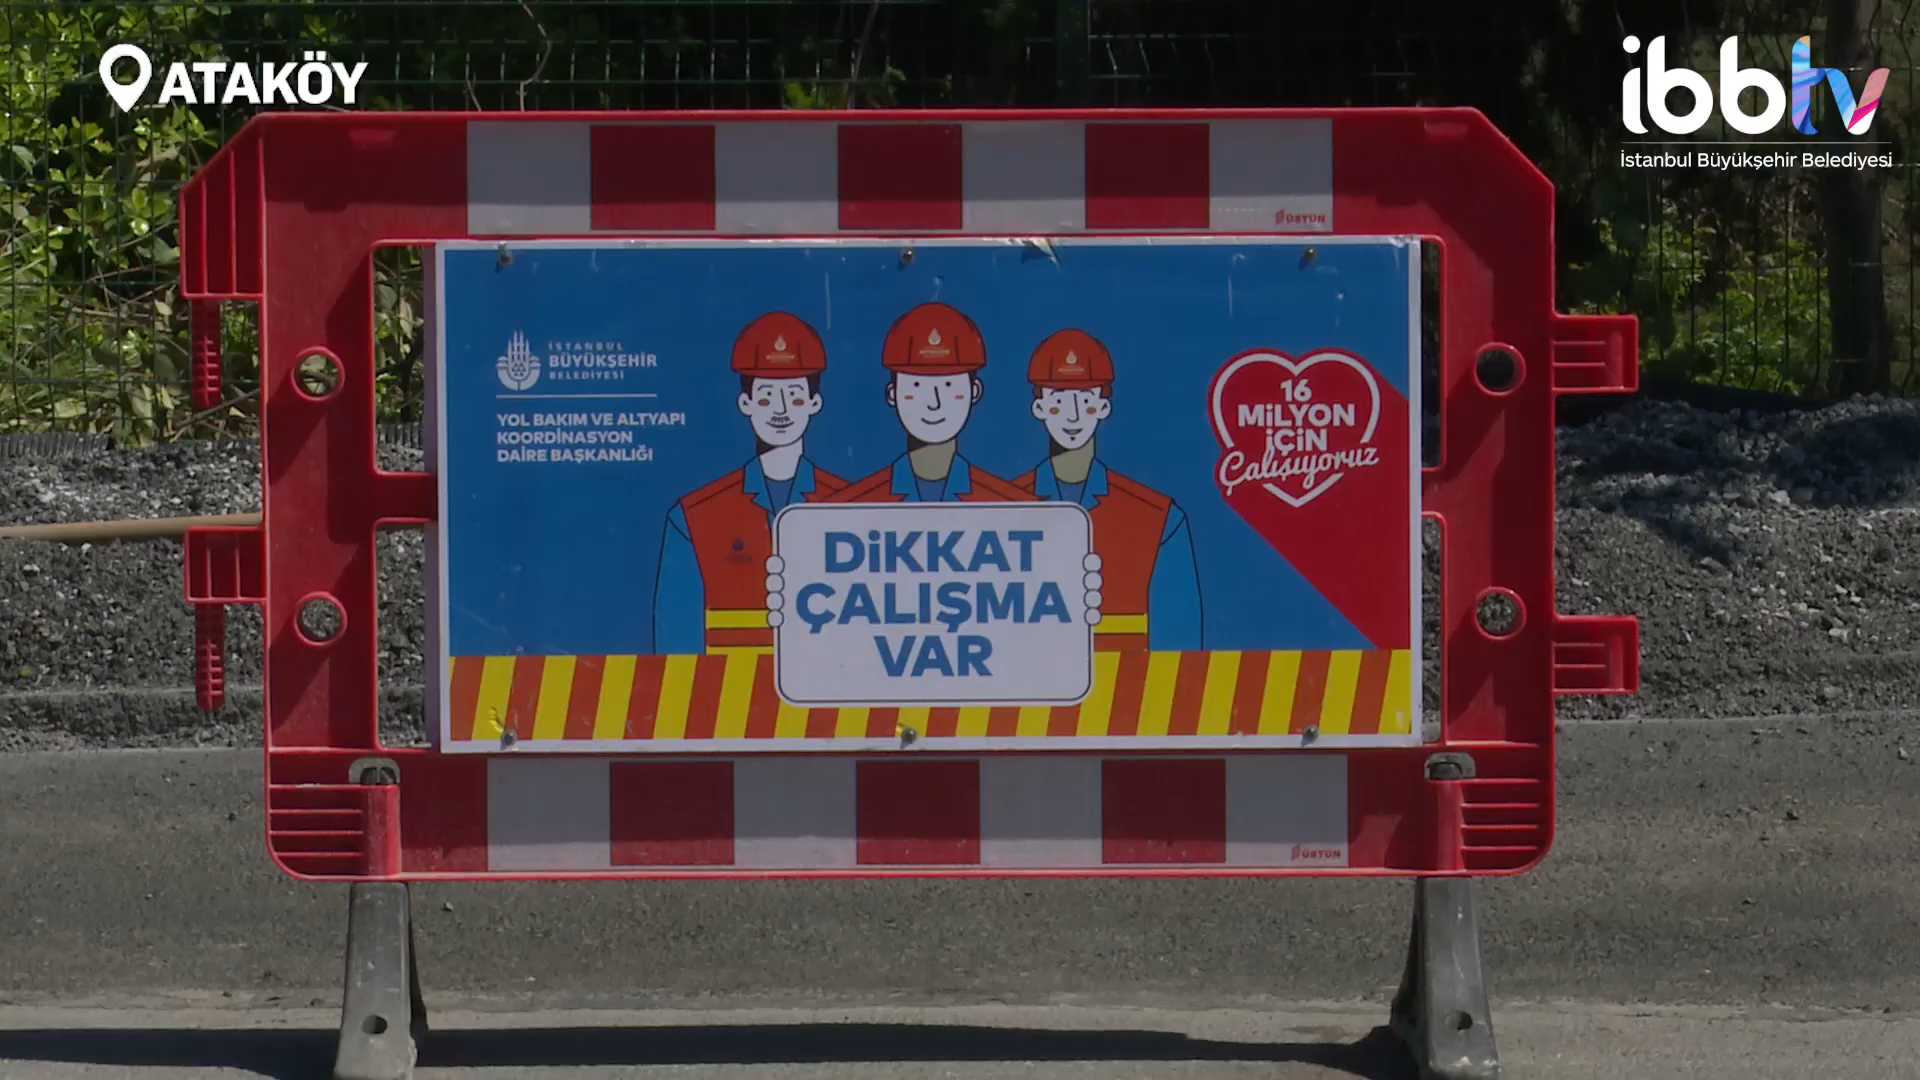 ATAKÖY
ibbtv
İstanbul Büyükşehir Belediyesi
ÜSTÜN
İSTANBUL
BÜYÜKŞEHİR
BELEDİYESİ
YOL BAKIM VE ALTYAPI
KOORDİNASYON
DAİRE BAŞKANLIĞI
16
MİLYON
İÇİN
Çalışıyoruz
DİKKAT
ÇALIŞMA
VAR
ÜSTÜN